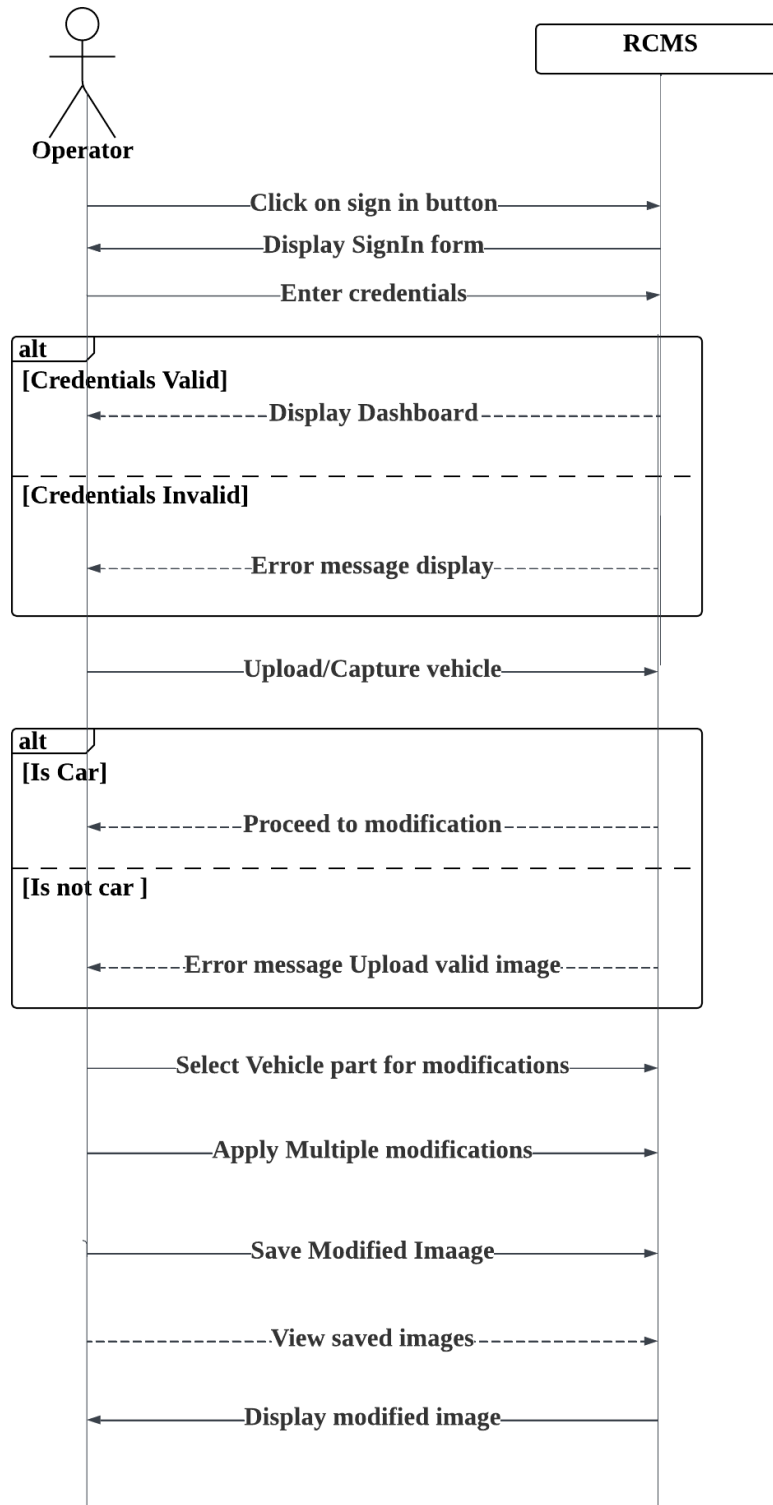 RCMS
Operator
Click on sign in button
Display SignIn form
Enter credentials
alt
[Credentials Valid]
Display Dashboard
[Credentials Invalid]
Error message display
Upload/Capture vehicle
alt
[Is Car]
Proceed to modification
[Is not car ]
Error message Upload valid image
Select Vehicle part for modifications
Apply Multiple modifications
Save Modified Imaage
View saved images
Display modified image